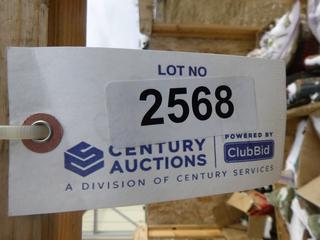 LOT NO
2568
CENTURY
AUCTIONS
POWERED BY
ClubBid
A DIVISION OF CENTURY SERVICES